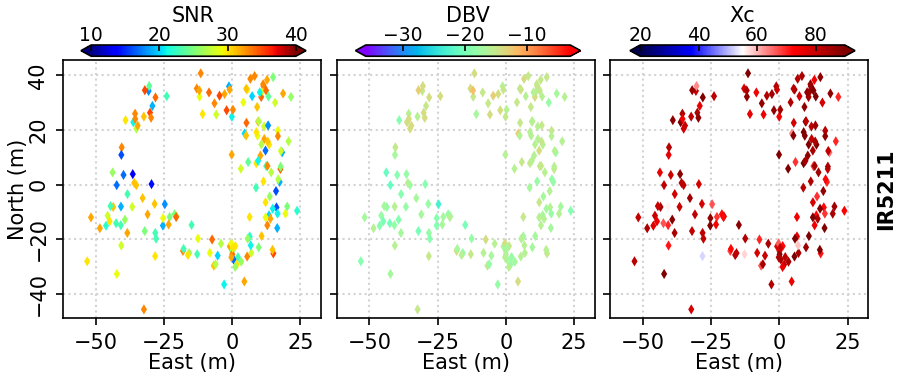 SNR DBV Xc
10 20 30 40 −30 −20 −10 20 40 60 80
40
20
0
−20
−40
North (m)
−50 −25 0 25 −50 −25 0 25 −50 −25 0 25
East (m) East (m) East (m)
IR5211